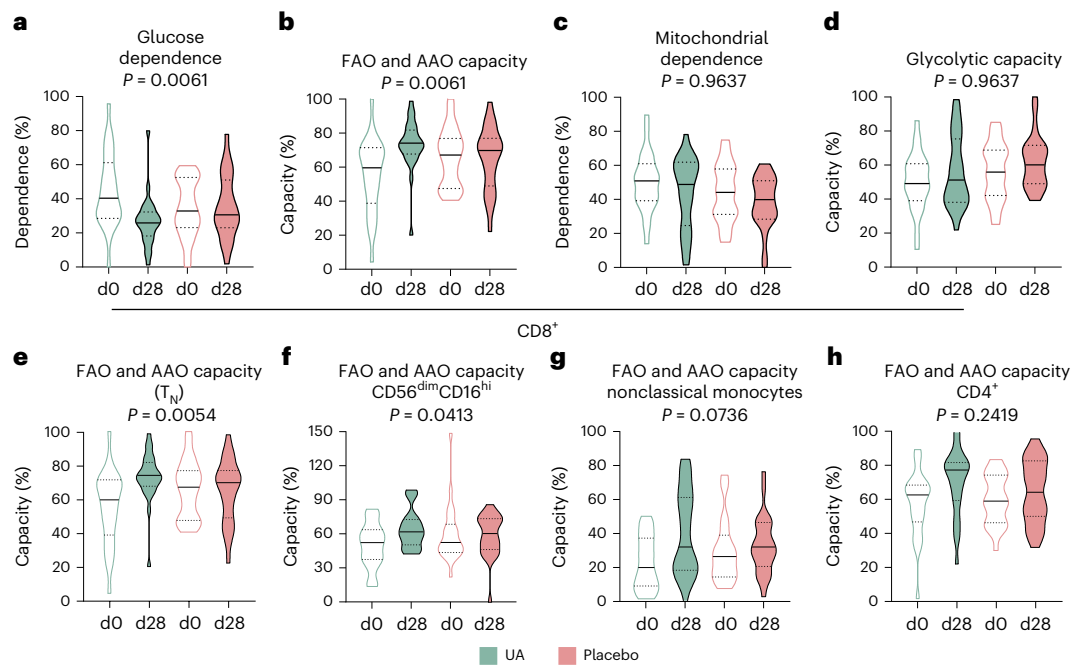 a
Glucose
dependence
P = 0.0061
Dependence (%)
100
80
60
40
20
0
d0 d28 d0 d28
b
FAO and AAO capacity
P = 0.0061
Capacity (%)
100
80
60
40
20
0
d0 d28 d0 d28
c
Mitochondrial
dependence
P = 0.9637
Dependence (%)
100
80
60
40
20
0
d0 d28 d0 d28
d
Glycolytic capacity
P = 0.9637
Capacity (%)
100
80
60
40
20
0
d0 d28 d0 d28
CD8⁺
e
FAO and AAO capacity
(T_N)
P = 0.0054
Capacity (%)
100
80
60
40
20
0
d0 d28 d0 d28
f
FAO and AAO capacity
CD56^dim CD16^hi
P = 0.0413
Capacity (%)
150
120
90
60
30
0
d0 d28 d0 d28
g
FAO and AAO capacity
nonclassical monocytes
P = 0.0736
Capacity (%)
100
80
60
40
20
0
d0 d28 d0 d28
h
FAO and AAO capacity
CD4⁺
P = 0.2419
Capacity (%)
100
80
60
40
20
0
d0 d28 d0 d28
UA Placebo